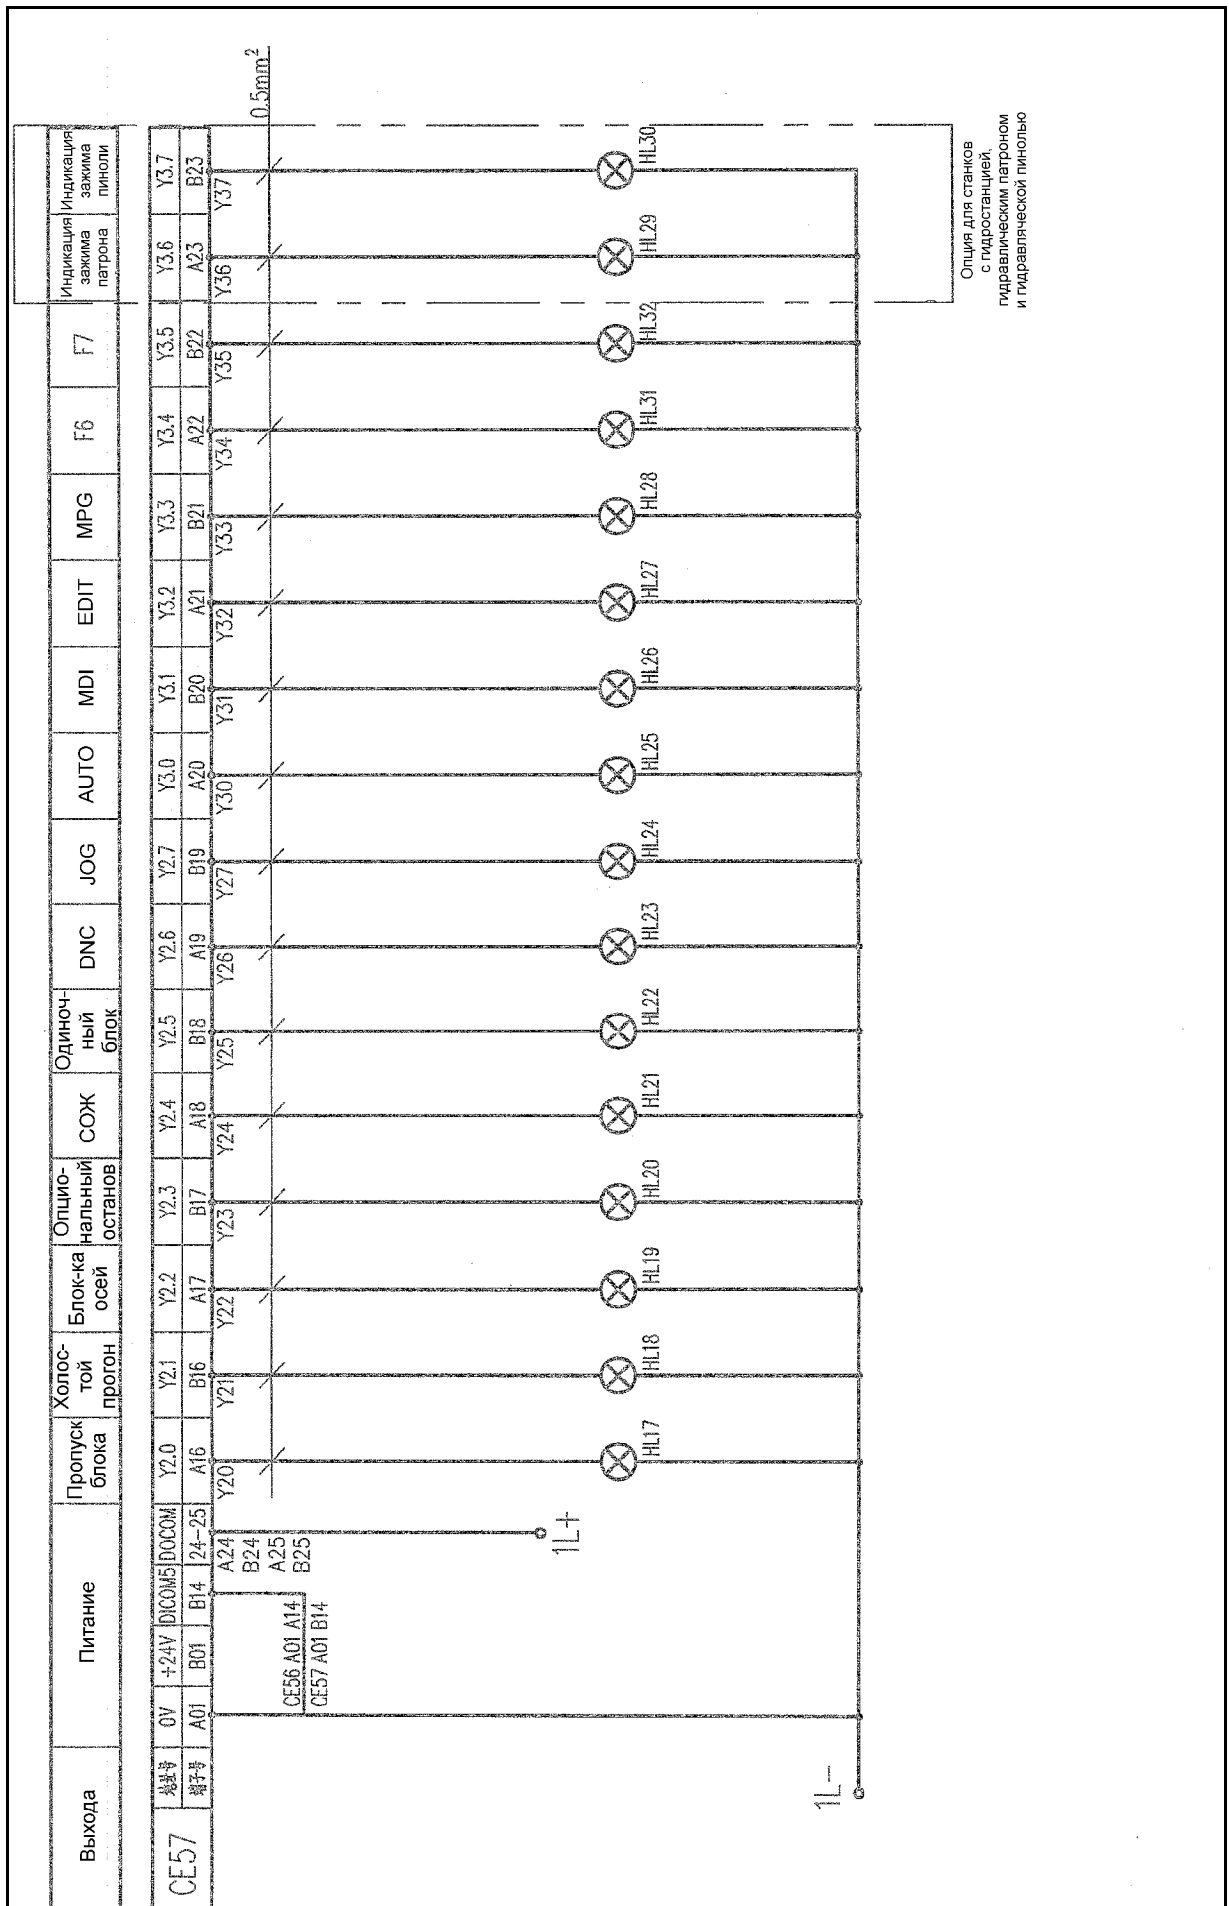 Выхода
Питание
Пропуск
блока
Холос-
той
прогон
Блок-ка
осей
Опцио-
нальный
останов
СОЖ
Одиноч-
ный
блок
DNC
JOG
AUTO
MDI
EDIT
MPG
F6
F7
Индикация
зажима
патрона
Индикация
зажима
пиноли
CE57
地址号
0V
+24V
DICOM5
DOCOM
Y2.0
Y2.1
Y2.2
Y2.3
Y2.4
Y2.5
Y2.6
Y2.7
Y3.0
Y3.1
Y3.2
Y3.3
Y3.4
Y3.5
Y3.6
Y3.7
端子号
A01
B01
B14
24-25
A16
B16
A17
B17
A18
B18
A19
B19
A20
B20
A21
B21
A22
B22
A23
B23
A24
B24
A25
B25
Y20
Y21
Y22
Y23
Y24
Y25
Y26
Y27
Y30
Y31
Y32
Y33
Y34
Y35
Y36
Y37
0.5mm²
CE56 A01 A14
CE57 A01 B14
1L+
HL17
HL18
HL19
HL20
HL21
HL22
HL23
HL24
HL25
HL26
HL27
HL28
HL31
HL32
HL29
HL30
1L-
Опция для станков
с гидростанцией,
гидравлическим патроном
и гидравляческой пинолью